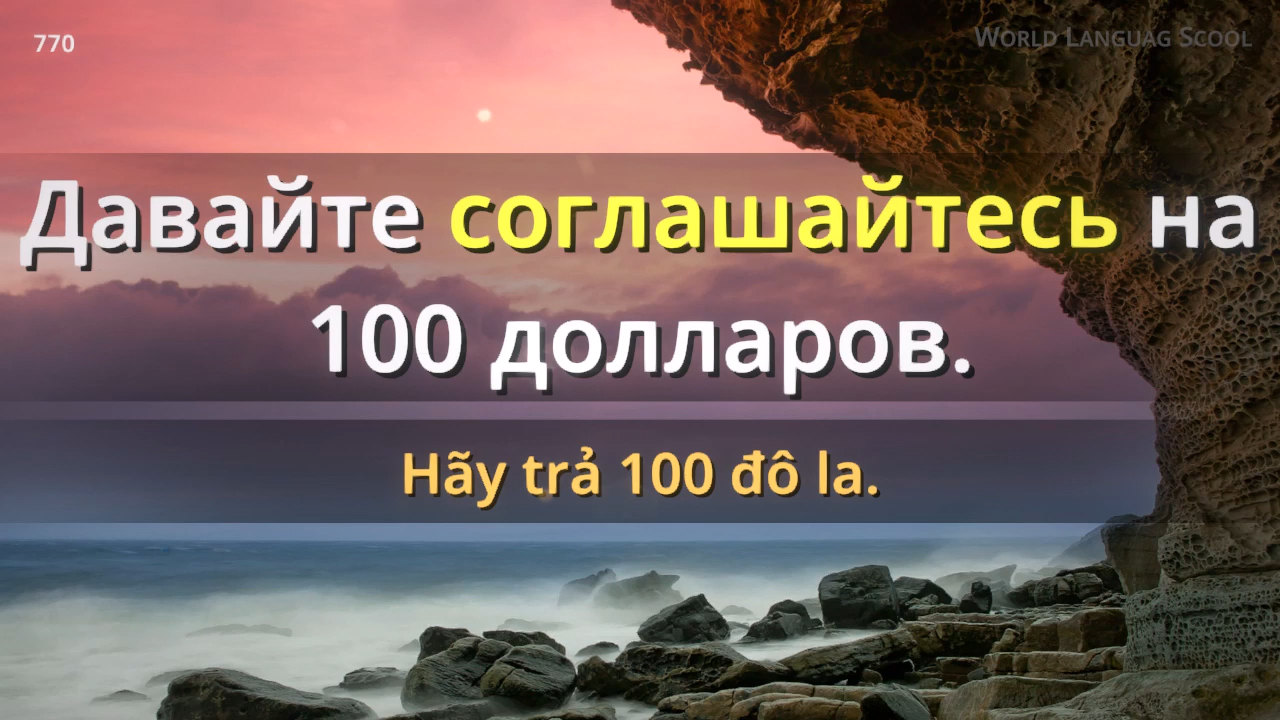 770
World Languag Scool
Давайте соглашайтесь на
100 долларов.
Hãy trả 100 đô la.